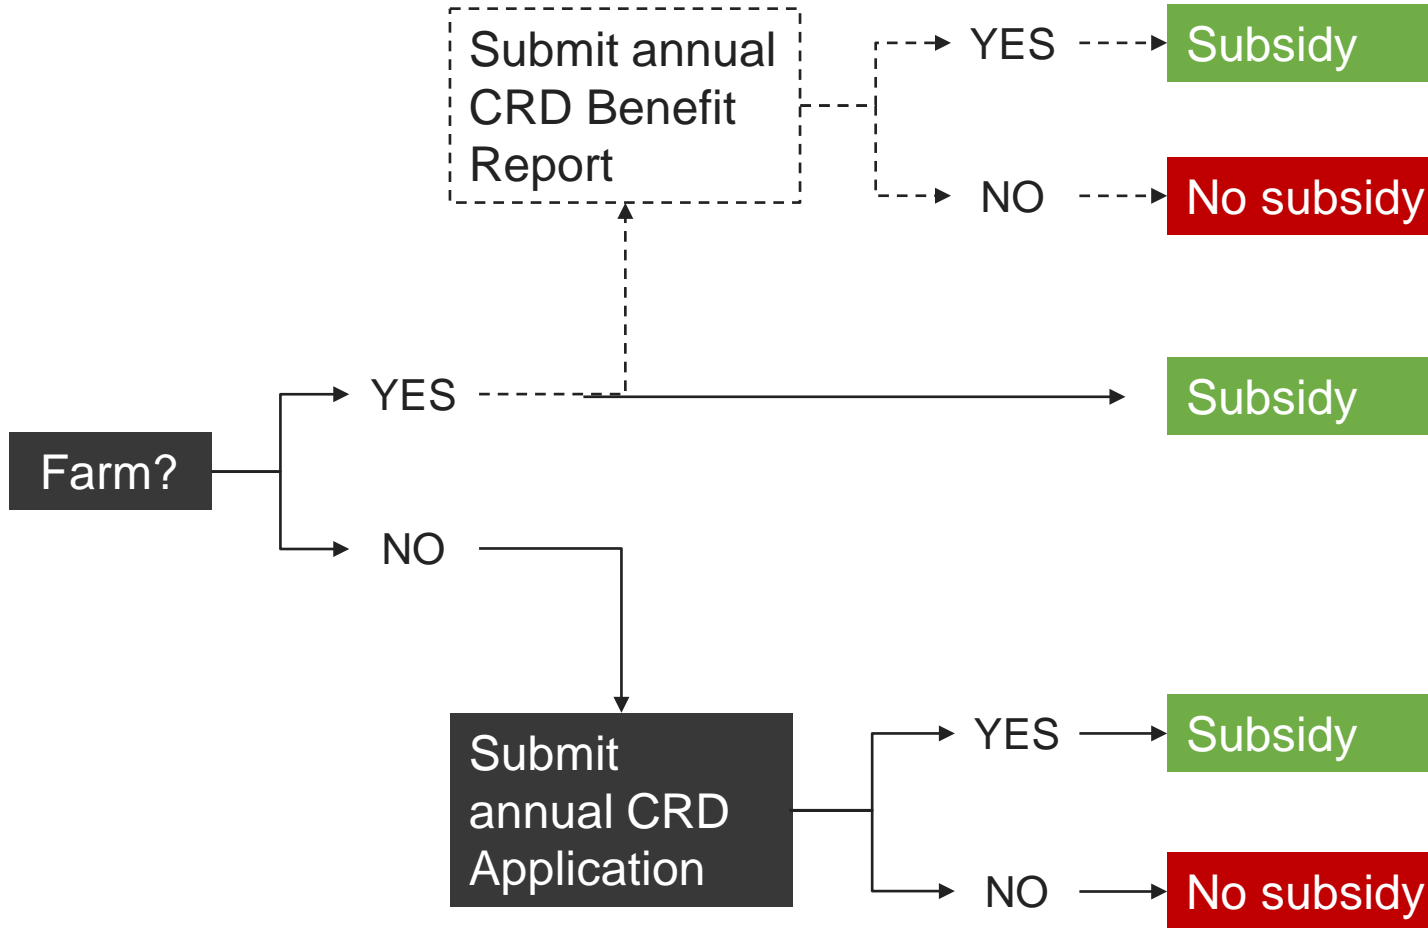 Submit annual
CRD Benefit
Report
YES
Subsidy
NO
No subsidy
YES
Subsidy
Farm?
NO
Submit
annual CRD
Application
YES
Subsidy
NO
No subsidy